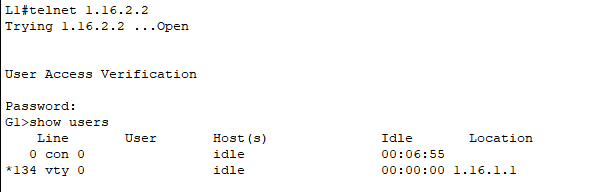 L1#telnet 1.16.2.2
Trying 1.16.2.2 ...Open
User Access Verification
Password:
G1>show users
Line User Host(s) Idle Location
0 con 0 idle 00:06:55
*134 vty 0 idle 00:00:00 1.16.1.1